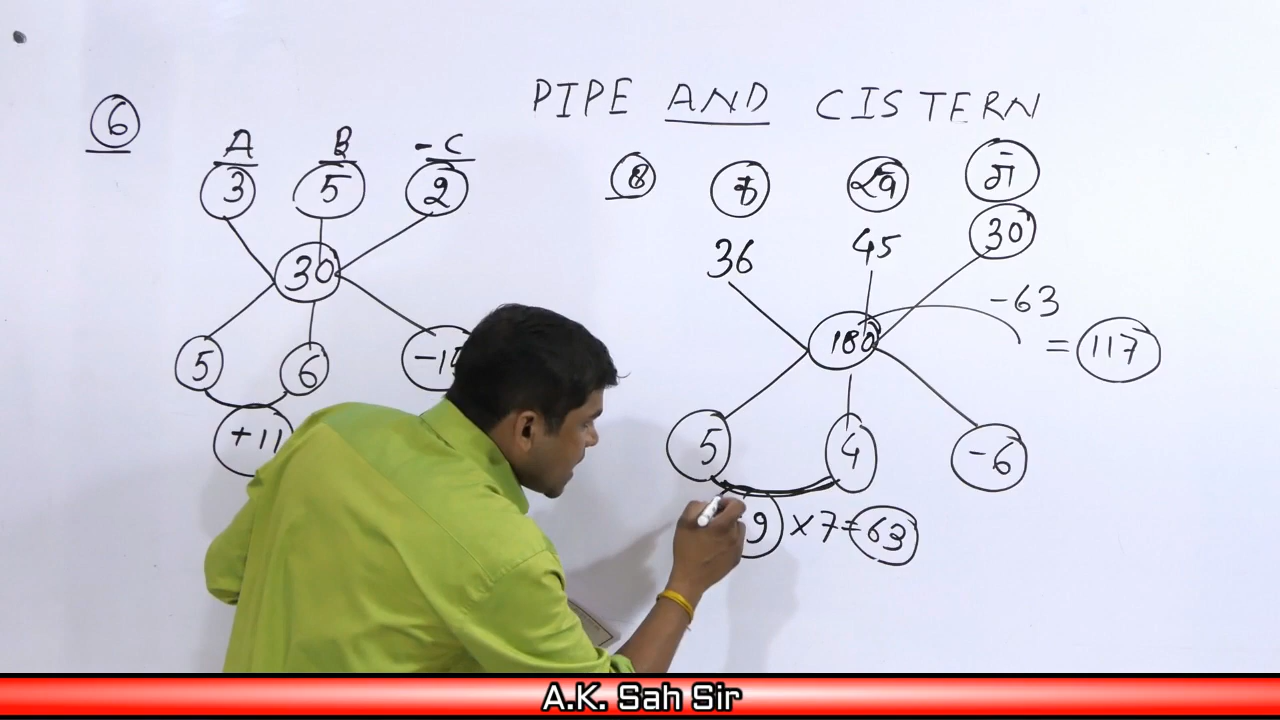 PIPE AND CISTERN
6
A B -C
3 5 2
30
5 6
+11
8 क ख ग
36 45 30
180 -63 = 117
5 4 -6
9 x 7 = 63
A.K. Sah Sir